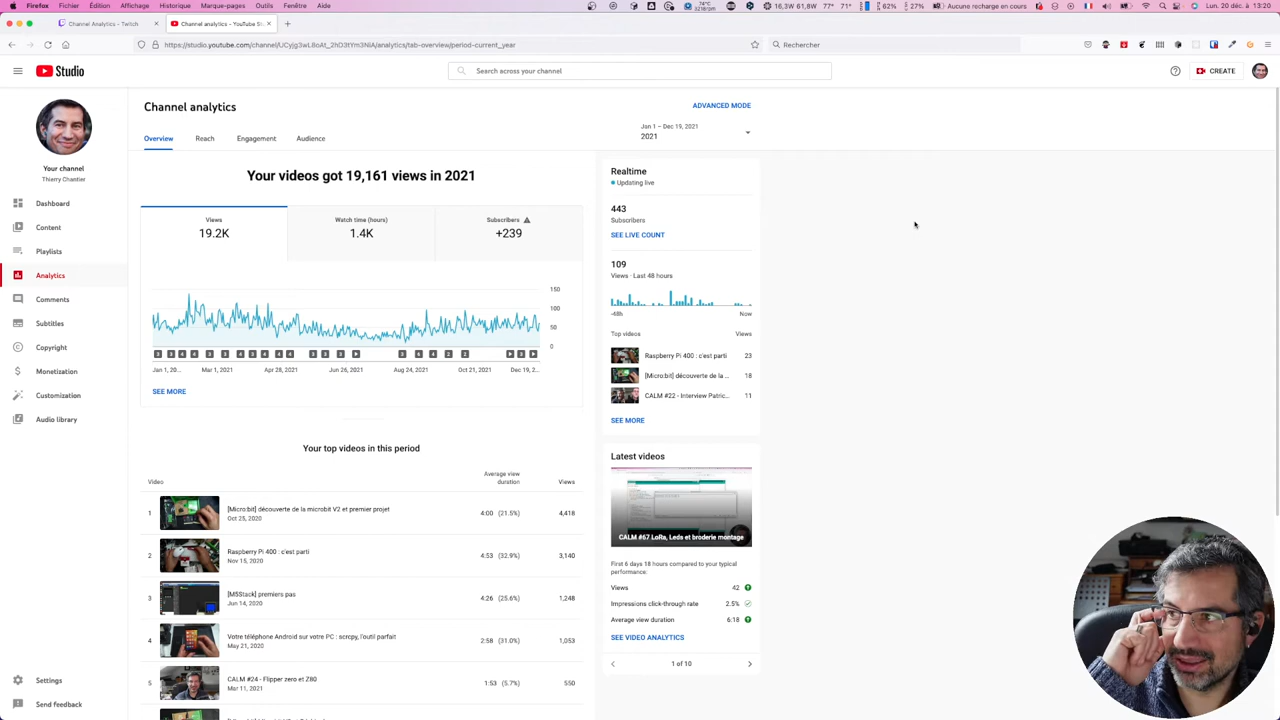 Firefox Fichier Édition Affichage Historique Marque-pages Outils Fenêtre Aide
16,3W 6,8W 77° 71° 62% 27% Aucune recharge en cours Lun. 20 déc. à 13:20
Channel Analytics - Twitch
Channel analytics - YouTube St
https://studio.youtube.com/channel/UCyjg3wL8oAt_2hD3tYm3NiA/analytics/tab-overview/period-current_year
Rechercher
Studio
Search across your channel
CREATE
Channel analytics
ADVANCED MODE
Jan 1 – Dec 19, 2021
2021
Overview
Reach
Engagement
Audience
Your channel
Thierry Chantier
Dashboard
Content
Playlists
Analytics
Comments
Subtitles
Copyright
Monetization
Customization
Audio library
Settings
Send feedback
Your videos got 19,161 views in 2021
Views
19.2K
Watch time (hours)
1.4K
Subscribers
+239
150
100
50
0
Jan 1, 20... Mar 1, 2021 Apr 28, 2021 Jun 26, 2021 Aug 24, 2021 Oct 21, 2021 Dec 19, 2...
SEE MORE
Your top videos in this period
Video
Average view
duration
Views
1 [Micro:bit] découverte de la microbit V2 et premier projet 4:00 (21.5%) 4,418
Oct 25, 2020
2 Raspberry Pi 400 : c'est parti 4:53 (32.9%) 3,140
Nov 15, 2020
3 [M5Stack] premiers pas 4:26 (25.6%) 1,248
Jun 14, 2020
4 Votre téléphone Android sur votre PC : scrcpy, l'outil parfait 2:58 (31.0%) 1,053
May 21, 2020
5 CALM #24 - Flipper zero et Z80 1:53 (5.7%) 550
Mar 11, 2021
Realtime
Updating live
443
Subscribers
SEE LIVE COUNT
109
Views · Last 48 hours
-48h Now
Top videos Views
Raspberry Pi 400 : c'est parti 23
[Micro:bit] découverte de la ... 18
CALM #22 - Interview Patric... 11
SEE MORE
Latest videos
CALM #67 LoRa, Leds et broderie montage
First 6 days 18 hours compared to your typical
performance:
Views 42
Impressions click-through rate 2.5%
Average view duration 6:18
SEE VIDEO ANALYTICS
1 of 10